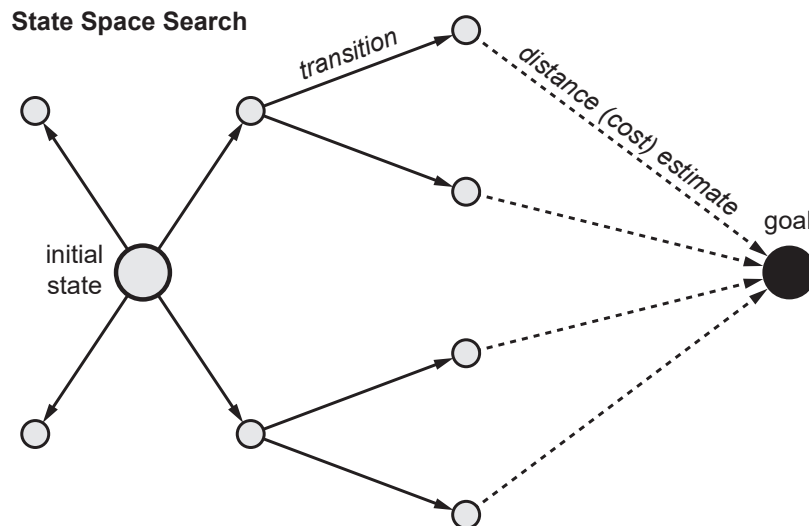 State Space Search
transition
distance (cost) estimate
goal
initial
state